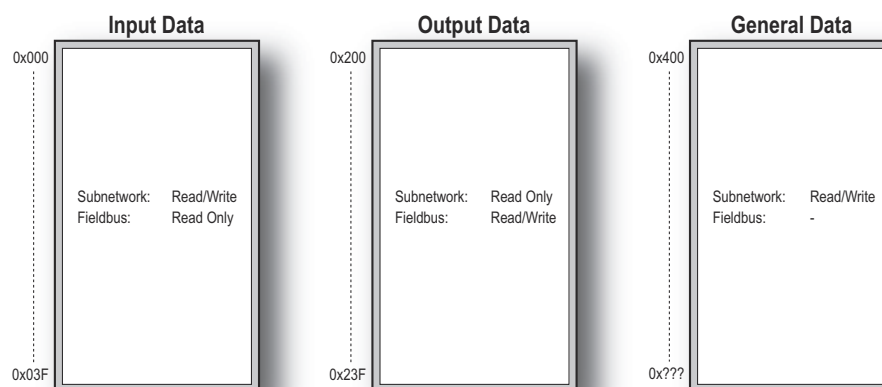 Input Data
0x000
Subnetwork: Read/Write
Fieldbus: Read Only
0x03F
Output Data
0x200
Subnetwork: Read Only
Fieldbus: Read/Write
0x23F
General Data
0x400
Subnetwork: Read/Write
Fieldbus: -
0x???